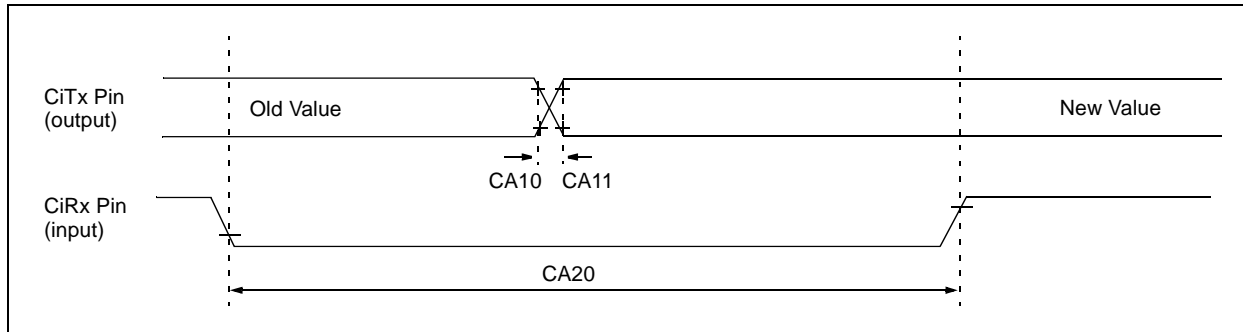 CiTx Pin
(output)
Old Value
New Value
CA10 CA11
CiRx Pin
(input)
CA20